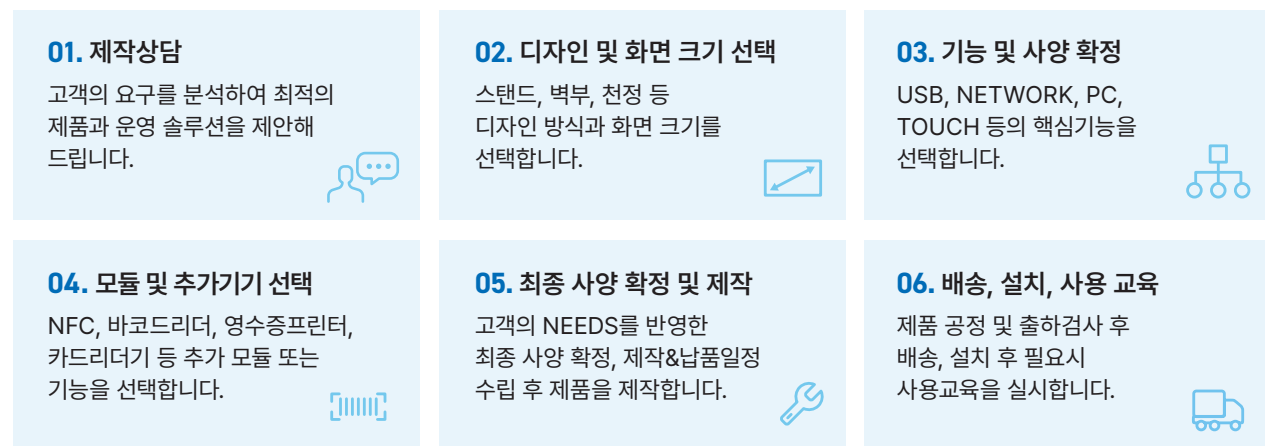 01. 제작상담
고객의 요구를 분석하여 최적의
제품과 운영 솔루션을 제안해
드립니다.
02. 디자인 및 화면 크기 선택
스탠드, 벽부, 천정 등
디자인 방식과 화면 크기를
선택합니다.
03. 기능 및 사양 확정
USB, NETWORK, PC,
TOUCH 등의 핵심기능을
선택합니다.
04. 모듈 및 추가기기 선택
NFC, 바코드리더, 영수증프린터,
카드리더기 등 추가 모듈 또는
기능을 선택합니다.
05. 최종 사양 확정 및 제작
고객의 NEEDS를 반영한
최종 사양 확정, 제작&납품일정
수립 후 제품을 제작합니다.
06. 배송, 설치, 사용 교육
제품 공정 및 출하검사 후
배송, 설치 후 필요시
사용교육을 실시합니다.